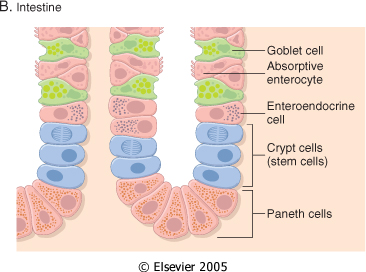 B. Intestine
Goblet cell
Absorptive
enterocyte
Enteroendocrine
cell
Crypt cells
(stem cells)
Paneth cells
© Elsevier 2005